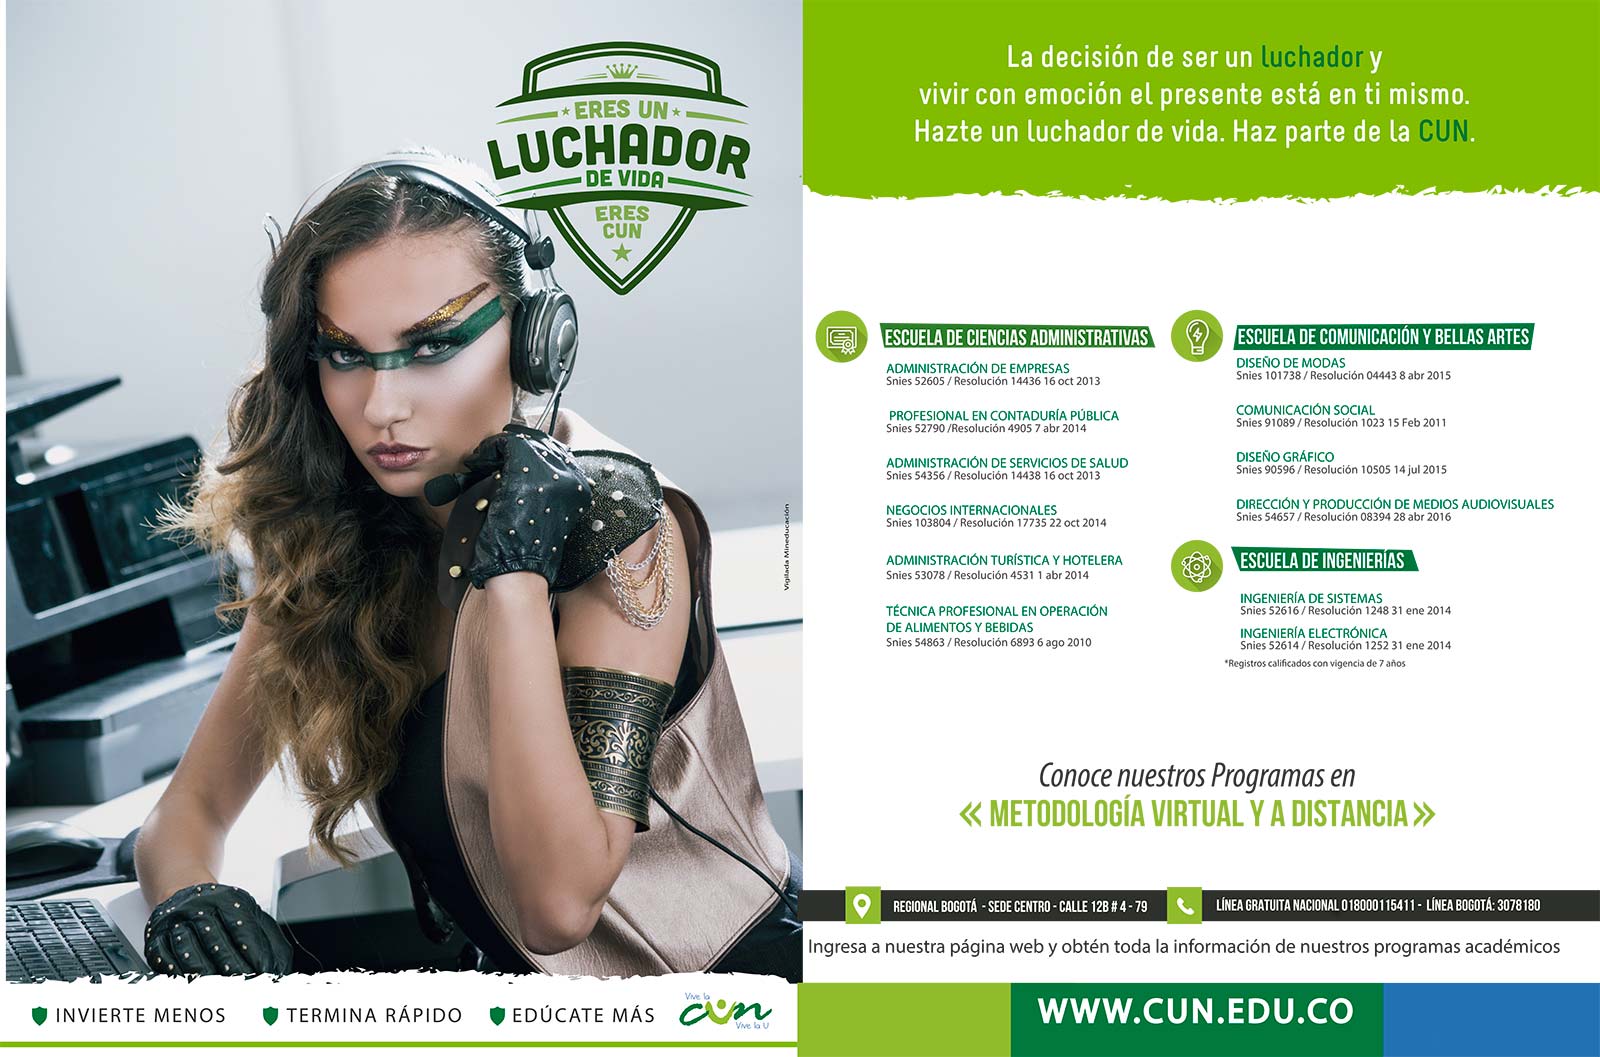 ERES UN
LUCHADOR
DE VIDA
ERES
CUN
Vigilada Mineducación
INVIERTE MENOS
TERMINA RÁPIDO
EDÚCATE MÁS
Vive la
cun
Vive la U
La decisión de ser un luchador y
vivir con emoción el presente está en ti mismo.
Hazte un luchador de vida. Haz parte de la CUN.
ESCUELA DE CIENCIAS ADMINISTRATIVAS
ADMINISTRACIÓN DE EMPRESAS
Snies 52605 / Resolución 14436 16 oct 2013
PROFESIONAL EN CONTADURÍA PÚBLICA
Snies 52790 /Resolución 4905 7 abr 2014
ADMINISTRACIÓN DE SERVICIOS DE SALUD
Snies 54356 / Resolución 14438 16 oct 2013
NEGOCIOS INTERNACIONALES
Snies 103804 / Resolución 17735 22 oct 2014
ADMINISTRACIÓN TURÍSTICA Y HOTELERA
Snies 53078 / Resolución 4531 1 abr 2014
TÉCNICA PROFESIONAL EN OPERACIÓN
DE ALIMENTOS Y BEBIDAS
Snies 54863 / Resolución 6893 6 ago 2010
ESCUELA DE COMUNICACIÓN Y BELLAS ARTES
DISEÑO DE MODAS
Snies 101738 / Resolución 04443 8 abr 2015
COMUNICACIÓN SOCIAL
Snies 91089 / Resolución 1023 15 Feb 2011
DISEÑO GRÁFICO
Snies 90596 / Resolución 10505 14 jul 2015
DIRECCIÓN Y PRODUCCIÓN DE MEDIOS AUDIOVISUALES
Snies 54657 / Resolución 08394 28 abr 2016
ESCUELA DE INGENIERÍAS
INGENIERÍA DE SISTEMAS
Snies 52616 / Resolución 1248 31 ene 2014
INGENIERÍA ELECTRÓNICA
Snies 52614 / Resolución 1252 31 ene 2014
*Registros calificados con vigencia de 7 años
Conoce nuestros Programas en
« METODOLOGÍA VIRTUAL Y A DISTANCIA »
REGIONAL BOGOTÁ - SEDE CENTRO - CALLE 12B # 4 - 79
LÍNEA GRATUITA NACIONAL 018000115411 - LÍNEA BOGOTÁ: 3078180
Ingresa a nuestra página web y obtén toda la información de nuestros programas académicos
WWW.CUN.EDU.CO